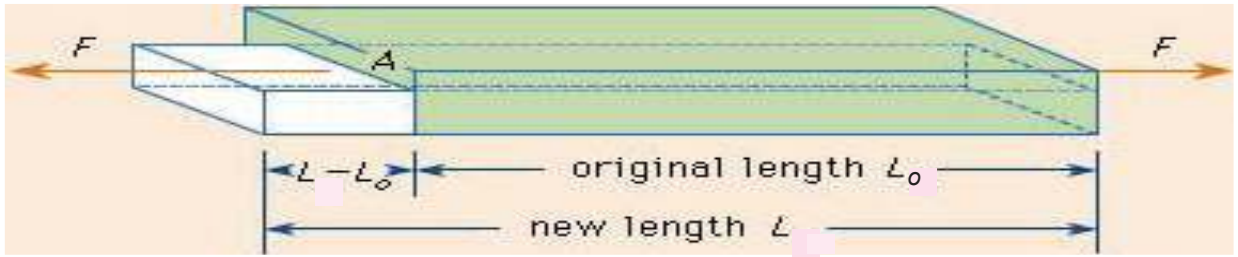 F
F
A
L - Lo
original length Lo
new length L